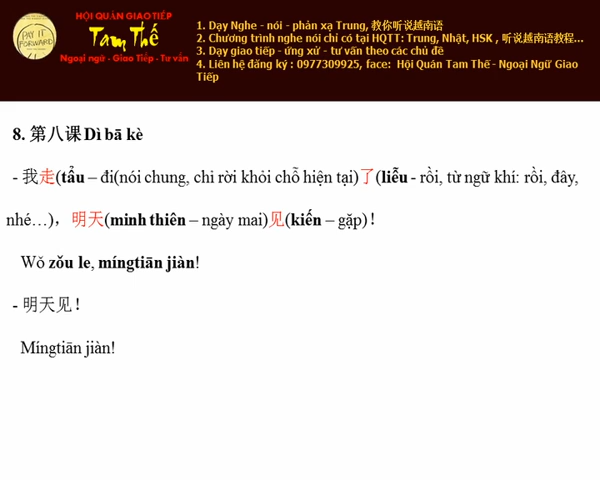 PAY IT
FORWARD
HỘI QUÁN GIAO TIẾP
Tam Thế
Ngoại ngữ - Giao Tiếp - Tư vấn
1. Dạy Nghe - nói - phản xạ Trung, 教你听说越南语
2. Chương trình nghe nói chỉ có tại HQTT: Trung, Nhật, HSK , 听说越南语教程...
3. Dạy giao tiếp - ứng xử - tư vấn theo các chủ đề
4. Liên hệ đăng ký : 0977309925, face: Hội Quán Tam Thế - Ngoại Ngữ Giao
Tiếp
8. 第八课 Dì bā kè
- 我走(tẩu – đi(nói chung, chỉ rời khỏi chỗ hiện tại)了(liễu - rồi, từ ngữ khí: rồi, đây,
nhé…)，明天(minh thiên – ngày mai)见(kiến – gặp)！
Wǒ zǒu le, míngtiān jiàn!
- 明天见！
Míngtiān jiàn!